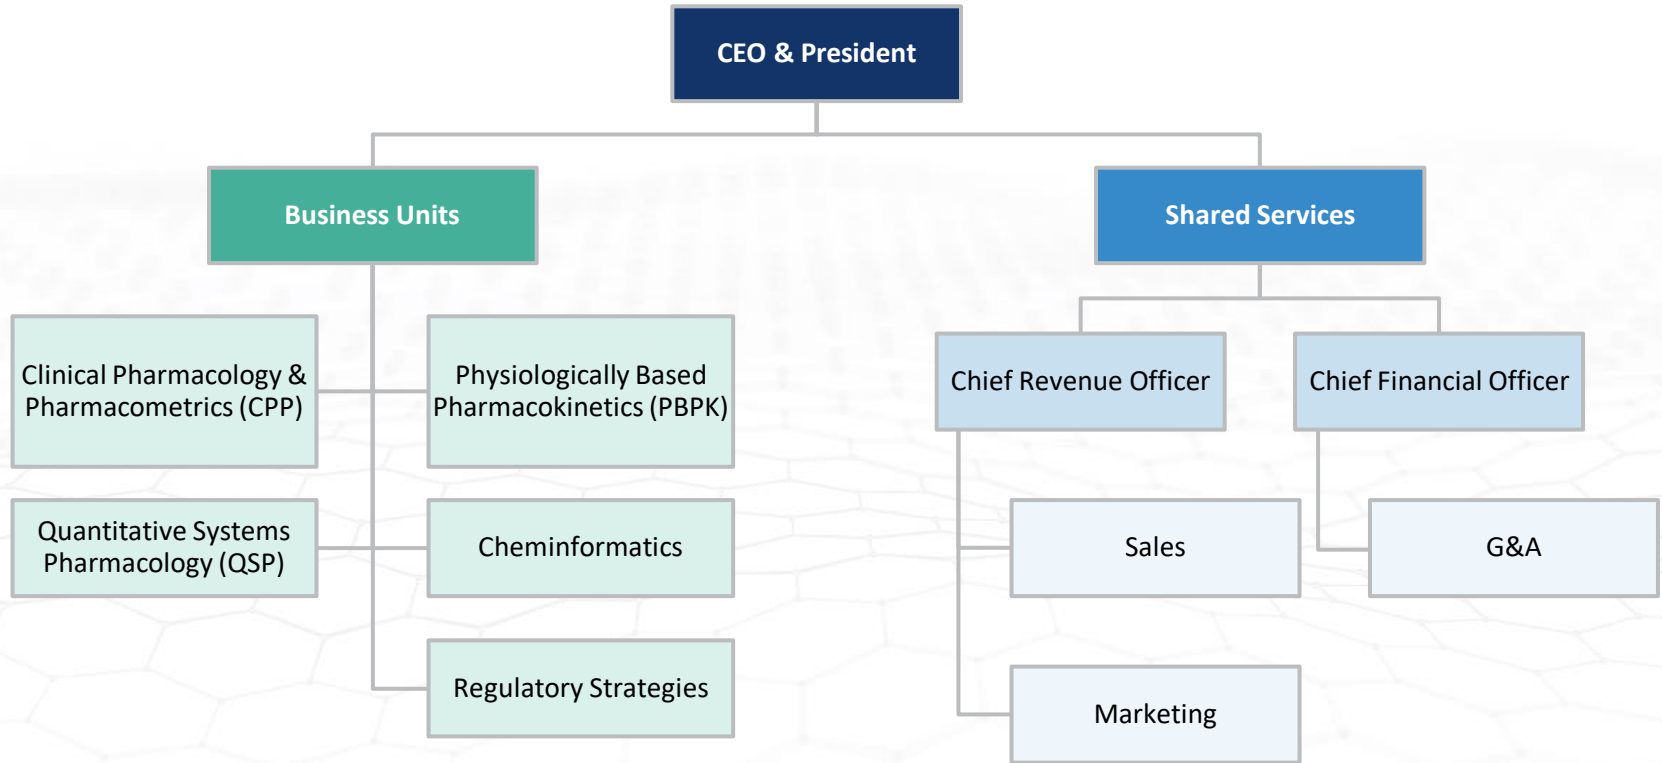 CEO & President
Business Units
Shared Services
Clinical Pharmacology &
Pharmacometrics (CPP)
Physiologically Based
Pharmacokinetics (PBPK)
Chief Revenue Officer
Chief Financial Officer
Quantitative Systems
Pharmacology (QSP)
Cheminformatics
Sales
G&A
Regulatory Strategies
Marketing